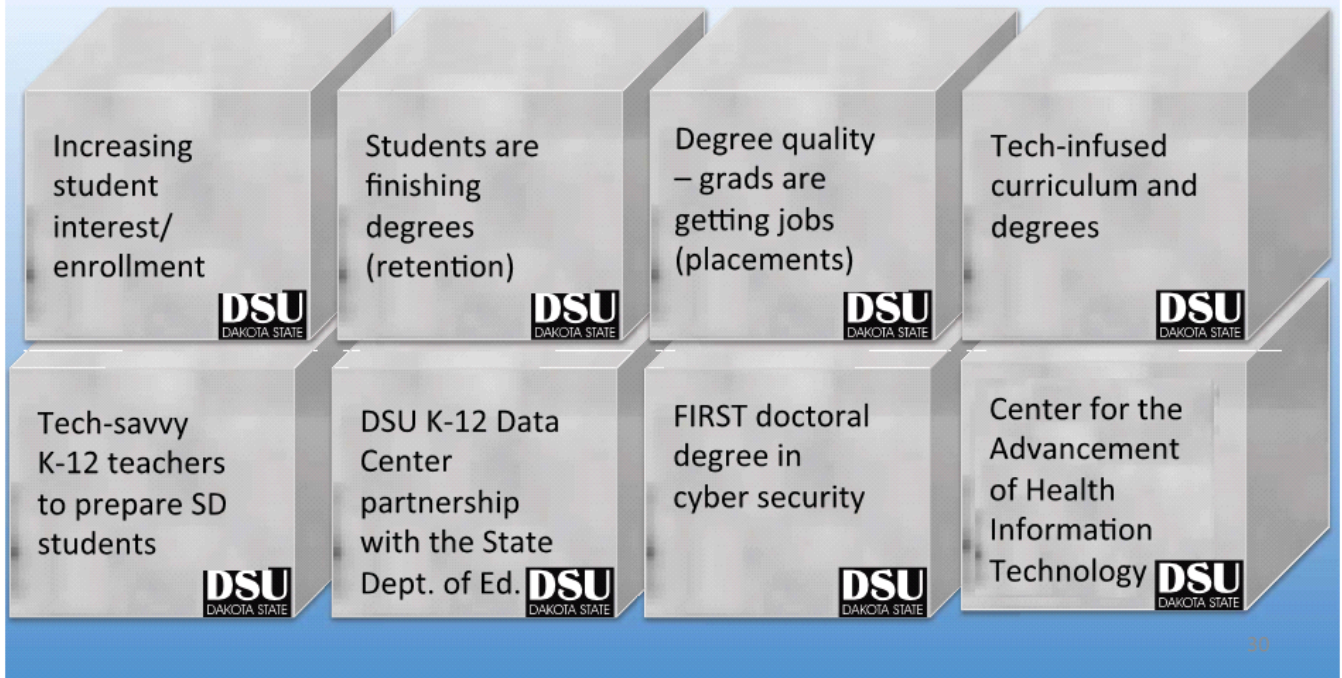 Increasing
student
interest/
enrollment
DSU
DAKOTA STATE
Students are
finishing
degrees
(retention)
DSU
DAKOTA STATE
Degree quality
– grads are
getting jobs
(placements)
DSU
DAKOTA STATE
Tech-infused
curriculum and
degrees
DSU
DAKOTA STATE
Tech-savvy
K-12 teachers
to prepare SD
students
DSU
DAKOTA STATE
DSU K-12 Data
Center
partnership
with the State
Dept. of Ed.
DSU
DAKOTA STATE
FIRST doctoral
degree in
cyber security
DSU
DAKOTA STATE
Center for the
Advancement
of Health
Information
Technology
DSU
DAKOTA STATE